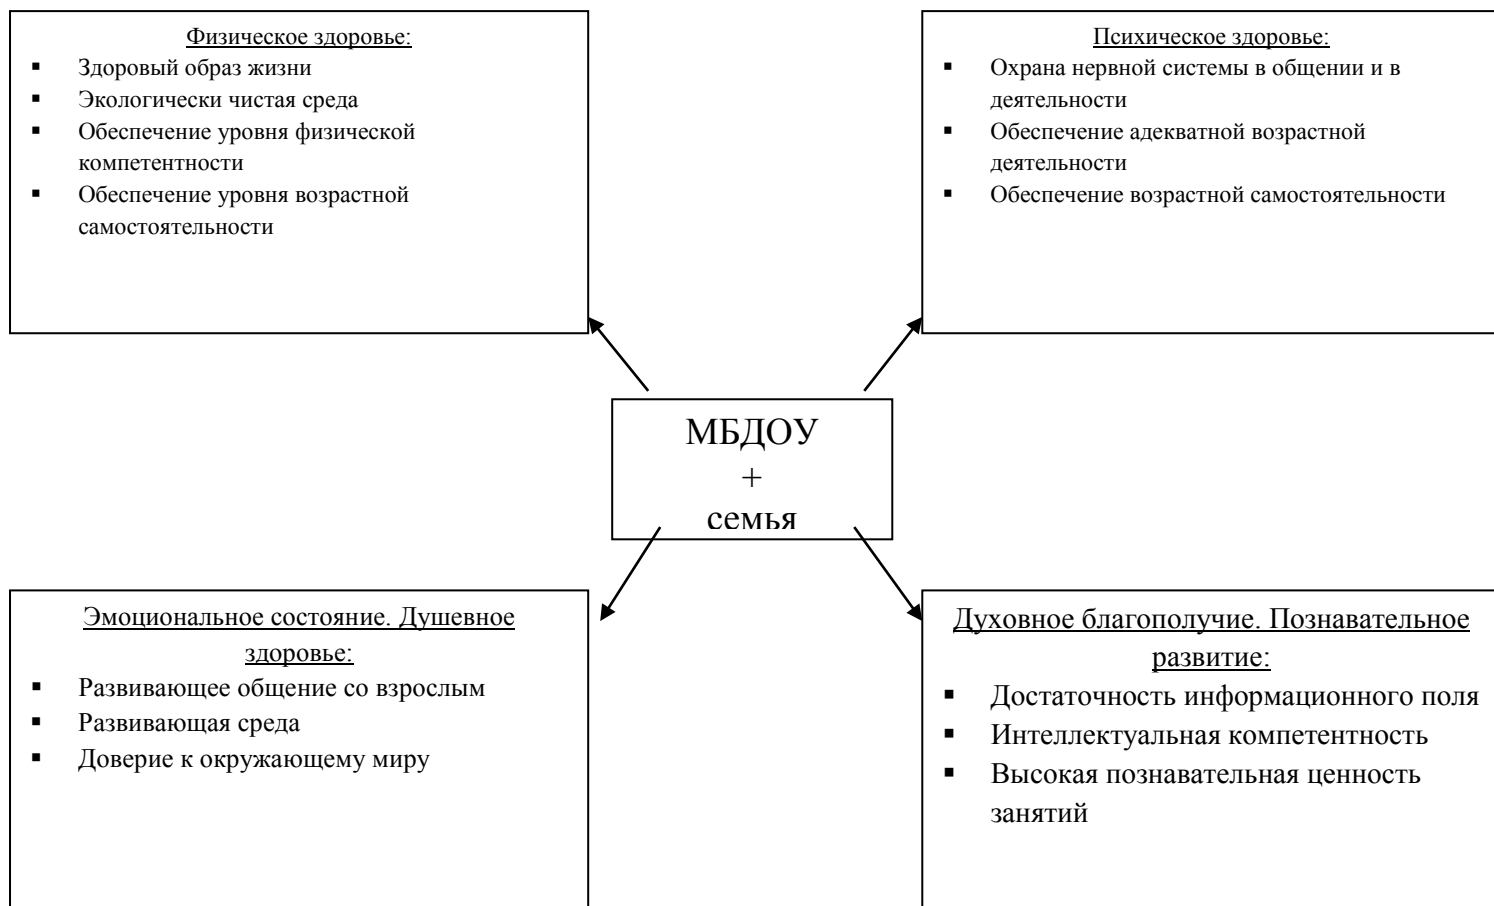 Физическое здоровье:
▪ Здоровый образ жизни
▪ Экологически чистая среда
▪ Обеспечение уровня физической
компетентности
▪ Обеспечение уровня возрастной
самостоятельности
Психическое здоровье:
▪ Охрана нервной системы в общении и в
деятельности
▪ Обеспечение адекватной возрастной
деятельности
▪ Обеспечение возрастной самостоятельности
МБДОУ
+
семья
Эмоциональное состояние. Душевное
здоровье:
▪ Развивающее общение со взрослым
▪ Развивающая среда
▪ Доверие к окружающему миру
Духовное благополучие. Познавательное
развитие:
▪ Достаточность информационного поля
▪ Интеллектуальная компетентность
▪ Высокая познавательная ценность
занятий